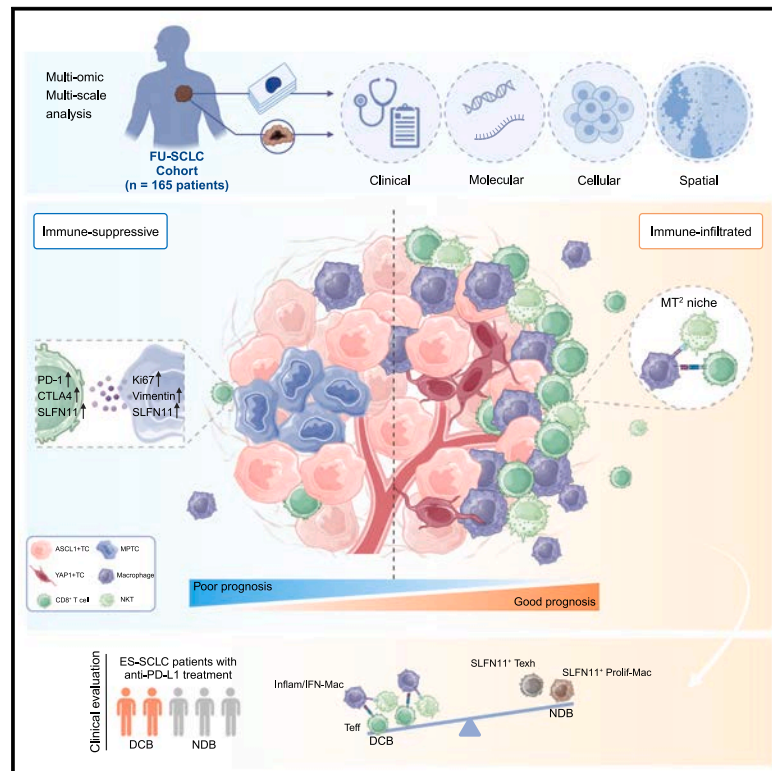 Multi-omic
Multi-scale
analysis
FU-SCLC
Cohort
(n = 165 patients)
Clinical
Molecular
Cellular
Spatial
Immune-suppressive
Immune-infiltrated
MT² niche
PD-1↑
CTLA4↑
SLFN11↑
Ki67↑
Vimentin↑
SLFN11↑
ASCL1+TC
MPTC
YAP1+TC
Macrophage
CD8⁺ T cell
NKT
Poor prognosis
Good prognosis
Clinical evaluation
ES-SCLC patients with
anti-PD-L1 treatment
DCB
NDB
Inflam/IFN-Mac
Teff
DCB
SLFN11⁺ Texh
SLFN11⁺ Prolif-Mac
NDB